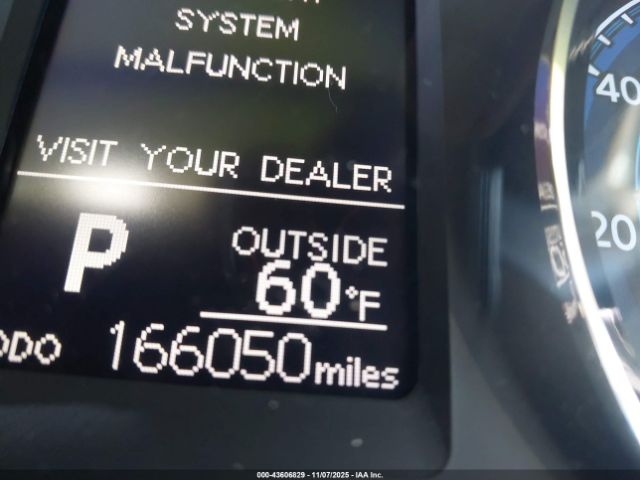 SYSTEM
MALFUNCTION
VISIT YOUR DEALER
P
OUTSIDE
60°F
ODO 166050 miles
40
20
000-43606829 - 11/07/2025 - IAA Inc.